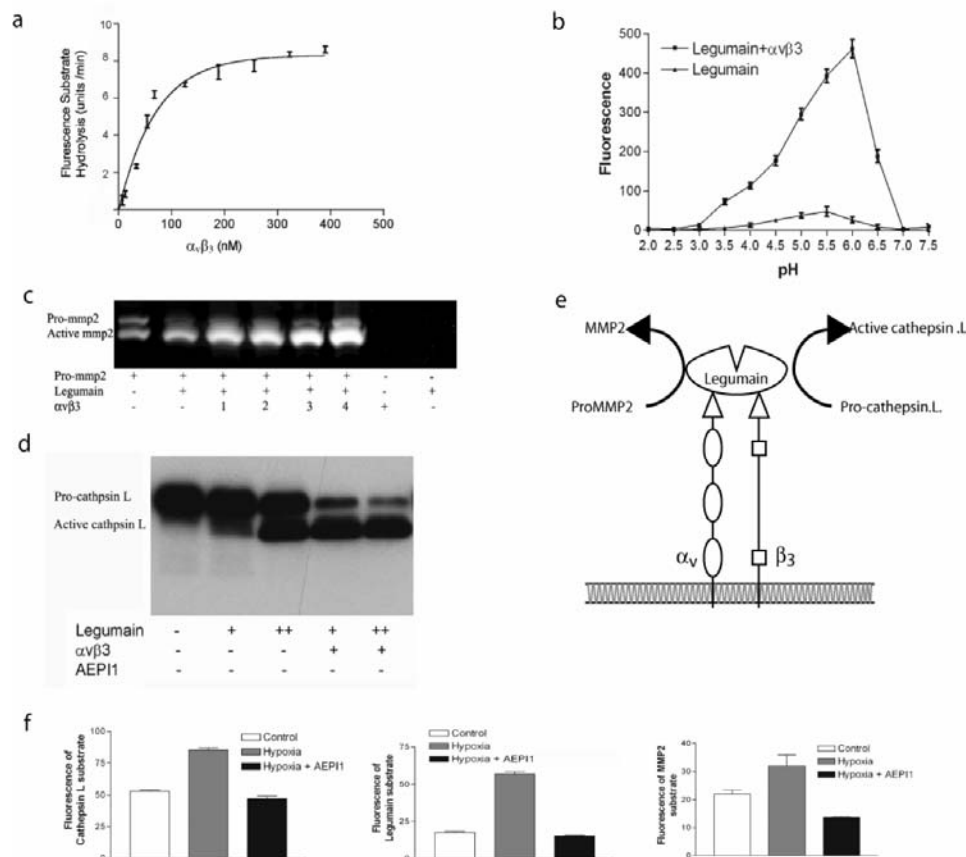 a
Flurescence Substrate
Hydrolysis (units /min)
10
8
6
4
2
0
0 100 200 300 400 500
αvβ3 (nM)
b
Fluorescence
500
400
300
200
100
0
Legumain+αvβ3
Legumain
2.0 2.5 3.0 3.5 4.0 4.5 5.0 5.5 6.0 6.5 7.0 7.5
pH
c
Pro-mmp2
Active mmp2
Pro-mmp2 + + + + + + - -
Legumain - + + + + + - +
αvβ3 - - 1 2 3 4 + -
d
Pro-cathpsin L
Active cathpsin L
Legumain - + ++ + ++
αvβ3 - - - + +
AEPI1 - - - - -
e
MMP2
Active cathepsin .L
Legumain
ProMMP2
Pro-cathepsin.L.
αv
β3
f
Fluorescence of
Cathepsin L substrate
100
75
50
25
0
Control
Hypoxia
Hypoxia + AEPI1
Fluorescence of
Legumain substrate
75
50
25
0
Control
Hypoxia
Hypoxia + AEPI1
Fluorescence of MMP2
substrate
40
30
20
10
0
Control
Hypoxia
Hypoxia + AEPI1